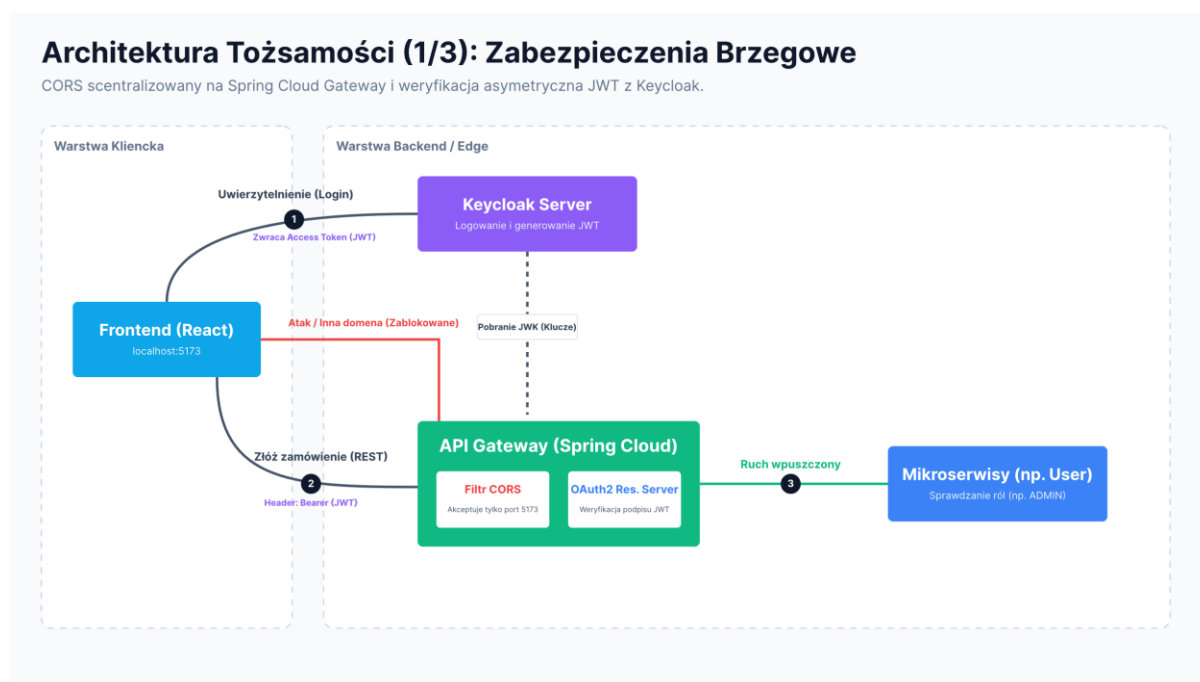 Architektura Tożsamości (1/3): Zabezpieczenia Brzegowe
CORS scentralizowany na Spring Cloud Gateway i weryfikacja asymetryczna JWT z Keycloak.
Warstwa Kliencka
Warstwa Backend / Edge
Uwierzytelnienie (Login)
1
Zwraca Access Token (JWT)
Keycloak Server
Logowanie i generowanie JWT
Frontend (React)
localhost:5173
Atak / Inna domena (Zablokowane)
Pobranie JWK (Klucze)
Złóż zamówienie (REST)
2
Header: Bearer {JWT}
API Gateway (Spring Cloud)
Filtr CORS
Akceptuje tylko port 5173
OAuth2 Res. Server
Weryfikacja podpisu JWT
Ruch wpuszczony
3
Mikroserwisy (np. User)
Sprawdzanie ról (np. ADMIN)